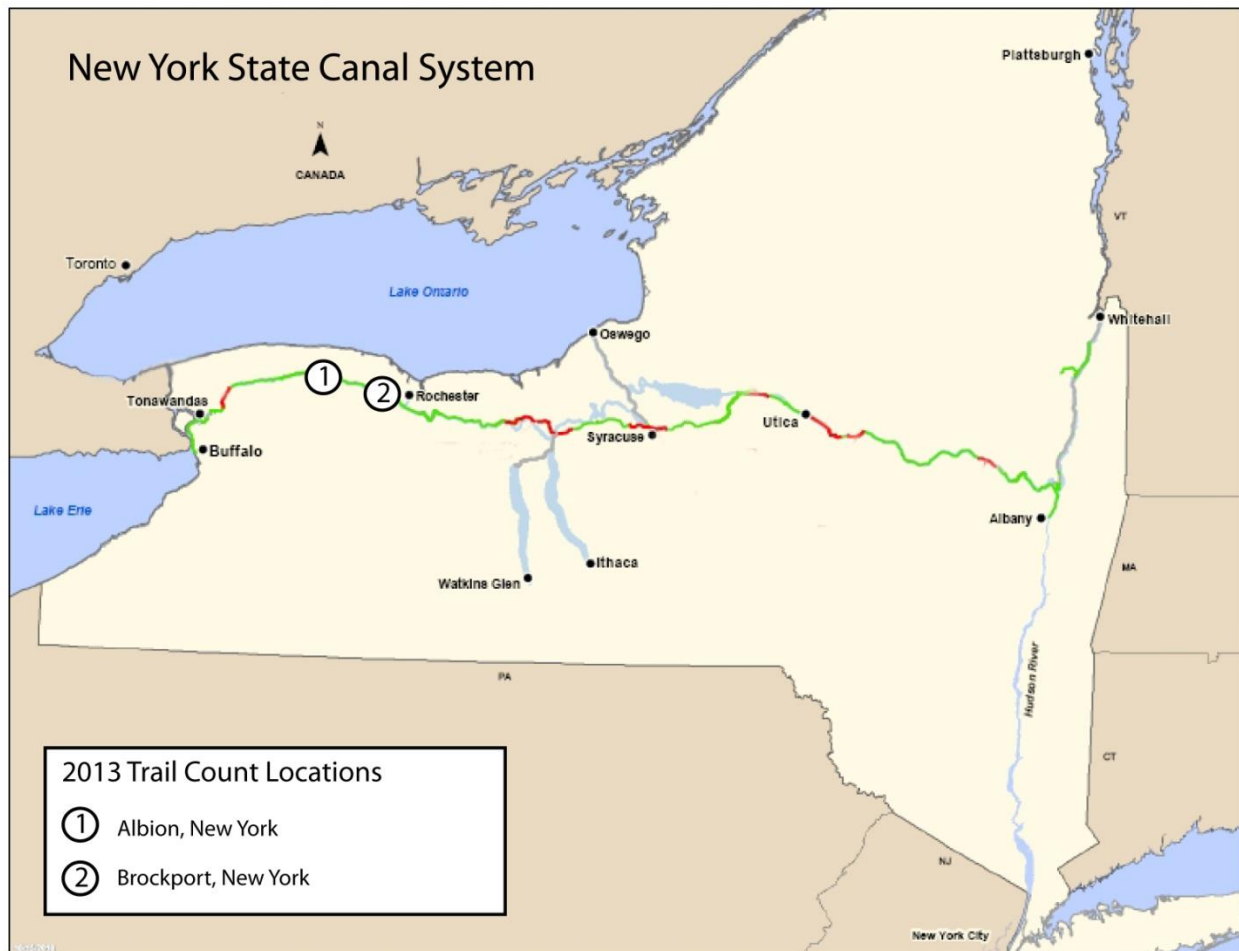 New York State Canal System
Plattsburgh
N
CANADA
VT
Toronto
Lake Ontario
Oswego
Whitehall
1
2
Rochester
Tonawandas
Utica
Syracuse
Buffalo
Lake Erie
Albany
Ithaca
Watkins Glen
MA
Hudson River
PA
CT
2013 Trail Count Locations
1 Albion, New York
2 Brockport, New York
NJ
New York City